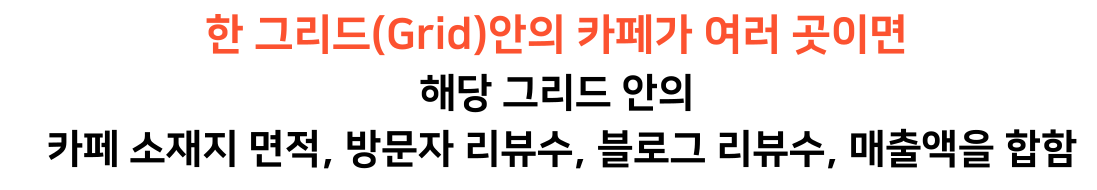 한 그리드(Grid)안의 카페가 여러 곳이면
해당 그리드 안의
카페 소재지 면적, 방문자 리뷰수, 블로그 리뷰수, 매출액을 합함